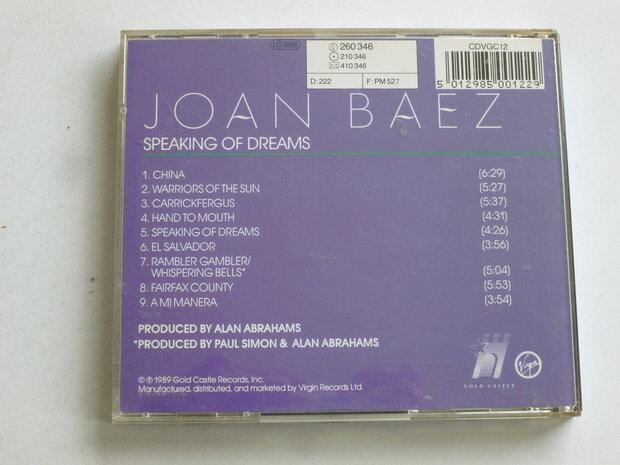 LC 8098
C 260 346
210 346
410 346
D: 222 F: PM 527
CDVGC12
5 012985 001229
JOAN BAEZ
SPEAKING OF DREAMS
1. CHINA (6:29)
2. WARRIORS OF THE SUN (5:27)
3. CARRICKFERGUS (5:37)
4. HAND TO MOUTH (4:31)
5. SPEAKING OF DREAMS (4:26)
6. EL SALVADOR (3:56)
7. RAMBLER GAMBLER/
WHISPERING BELLS* (5:04)
8. FAIRFAX COUNTY (5:53)
9. A MI MANERA (3:54)
PRODUCED BY ALAN ABRAHAMS
*PRODUCED BY PAUL SIMON & ALAN ABRAHAMS
© ℗ 1989 Gold Castle Records, Inc.
Manufactured, distributed, and marketed by Virgin Records Ltd.
GOLD CASTLE
Virgin